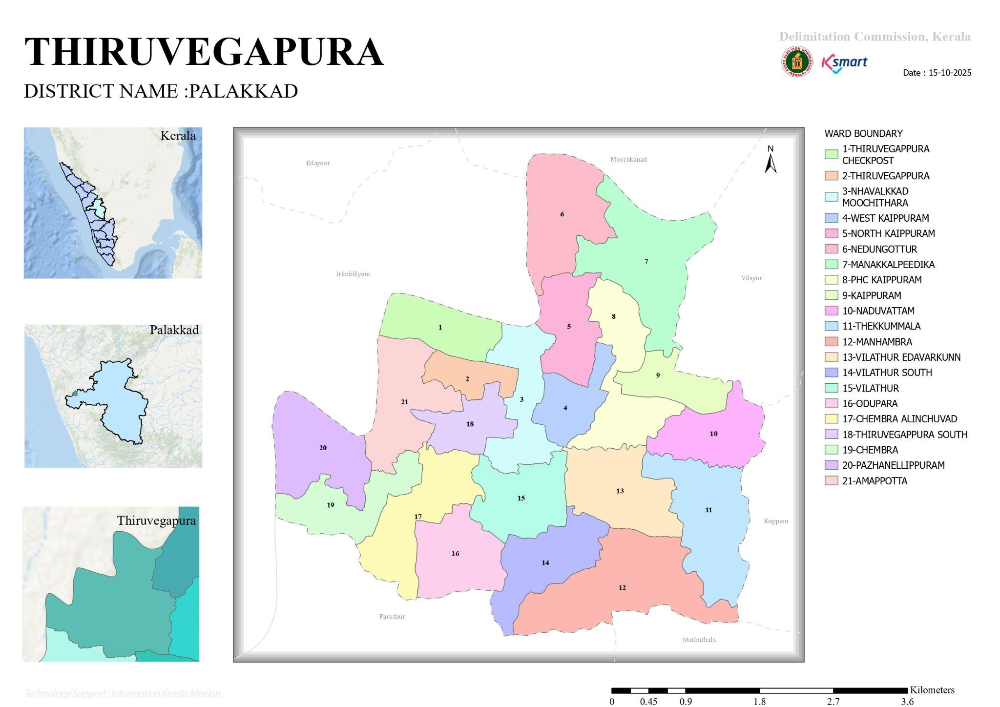 THIRUVEGAPURA
DISTRICT NAME :PALAKKAD
Delimitation Commission, Kerala
STATE ELECTION COMMISSION
• KERALA •
Ksmart
Date : 15-10-2025
Kerala
Palakkad
Thiruvegapura
N
Edayoor
Moorkkanad
Irimbiliyam
Vilayur
Koppam
Paruthur
Muthuthala
6
7
5
8
1
9
2
3
4
21
18
10
20
13
15
19
11
17
16
14
12
WARD BOUNDARY
1-THIRUVEGAPPURA
CHECKPOST
2-THIRUVEGAPPURA
3-NHAVALKKAD
MOOCHITHARA
4-WEST KAIPPURAM
5-NORTH KAIPPURAM
6-NEDUNGOTTUR
7-MANAKKALPEEDIKA
8-PHC KAIPPURAM
9-KAIPPURAM
10-NADUVATTAM
11-THEKKUMMALA
12-MANHAMBRA
13-VILATHUR EDAVARKUNN
14-VILATHUR SOUTH
15-VILATHUR
16-ODUPARA
17-CHEMBRA ALINCHUVAD
18-THIRUVEGAPPURA SOUTH
19-CHEMBRA
20-PAZHANELLIPPURAM
21-AMAPPOTTA
Technology Support : Information Kerala Mission
Kilometers
0 0.45 0.9 1.8 2.7 3.6